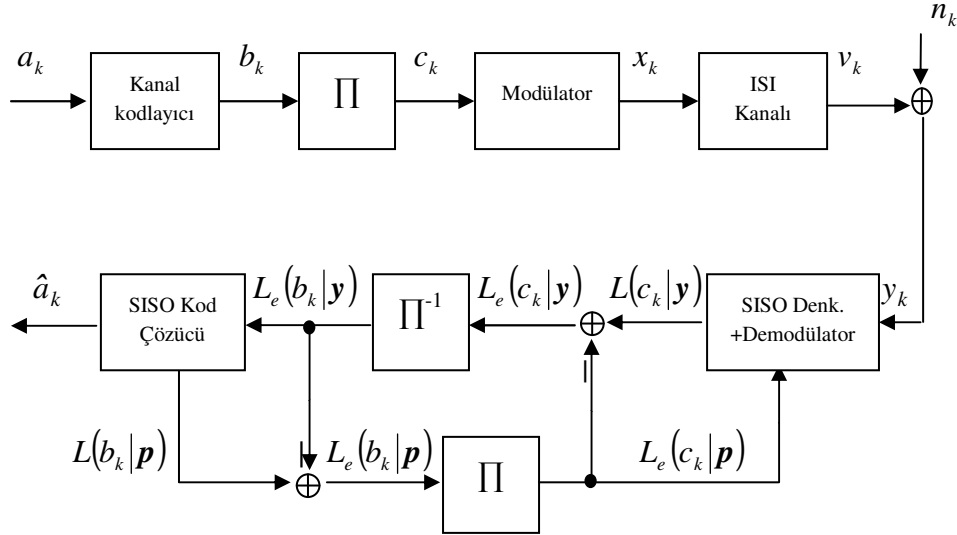 n_k
a_k
b_k
c_k
x_k
v_k
Kanal
kodlayıcı
∏
Modülator
ISI
Kanalı
â_k
L_e(b_k|y)
L_e(c_k|y)
L(c_k|y)
y_k
SISO Kod
Çözücü
∏⁻¹
SISO Denk.
+Demodülator
L(b_k|p)
L_e(b_k|p)
L_e(c_k|p)
∏